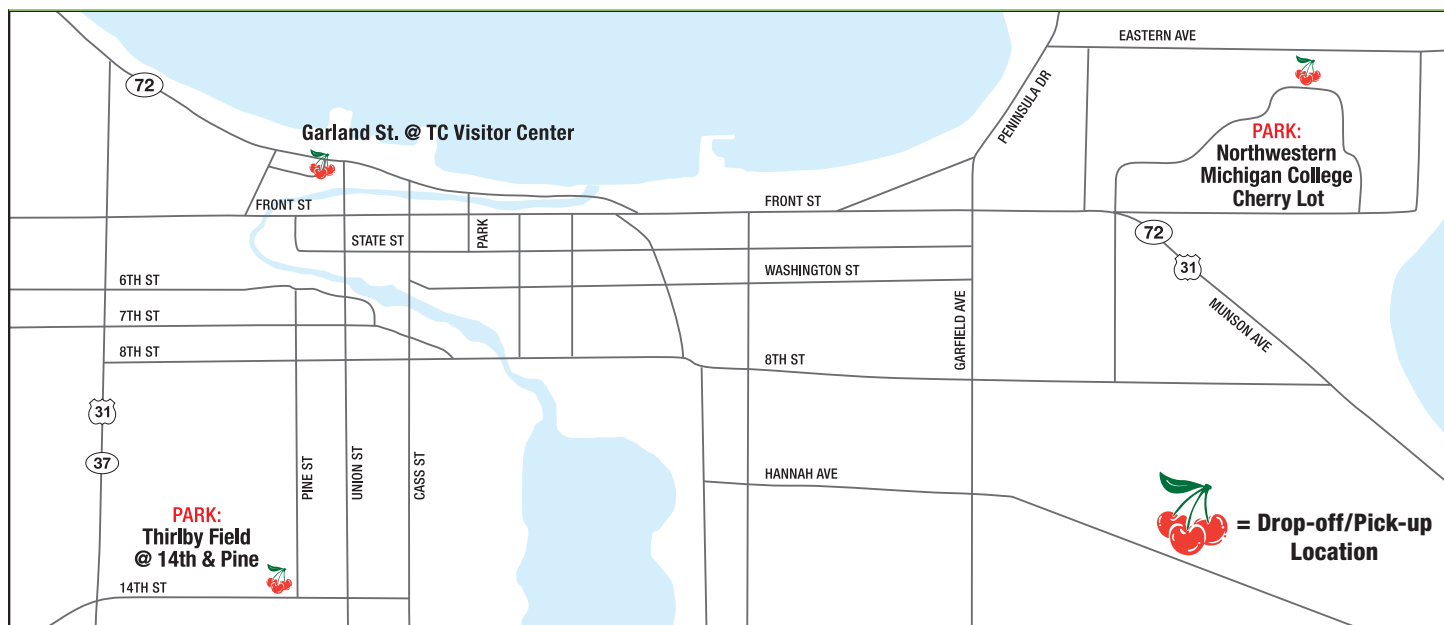 EASTERN AVE
72
PENINSULA DR
Garland St. @ TC Visitor Center
PARK:
Northwestern
Michigan College
Cherry Lot
FRONT ST
FRONT ST
PARK
STATE ST
72
31
WASHINGTON ST
6TH ST
7TH ST
MUNSON AVE
GARFIELD AVE
8TH ST
8TH ST
31
37
PINE ST
UNION ST
CASS ST
HANNAH AVE
PARK:
Thirlby Field
@ 14th & Pine
= Drop-off/Pick-up
Location
14TH ST